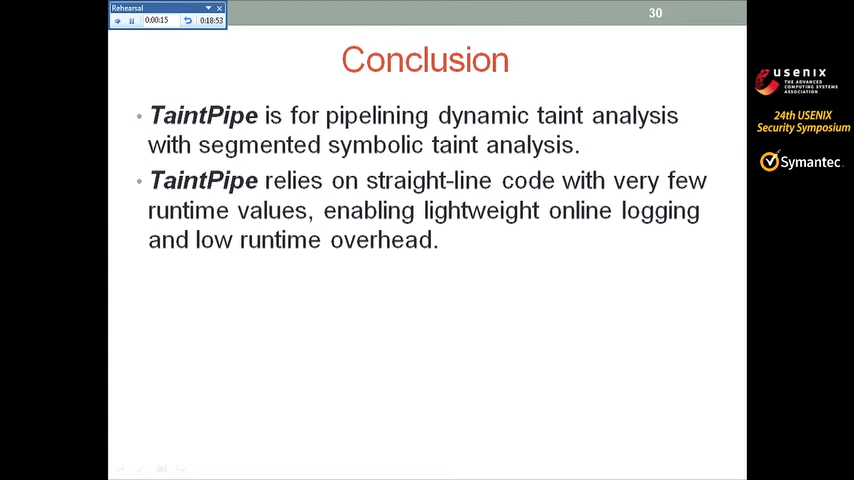 Rehearsal
0:00:15
0:18:53
30
Conclusion
• TaintPipe is for pipelining dynamic taint analysis
with segmented symbolic taint analysis.
• TaintPipe relies on straight-line code with very few
runtime values, enabling lightweight online logging
and low runtime overhead.
usenix
THE ADVANCED
COMPUTING SYSTEMS
ASSOCIATION
24th USENIX
Security Symposium
Symantec.